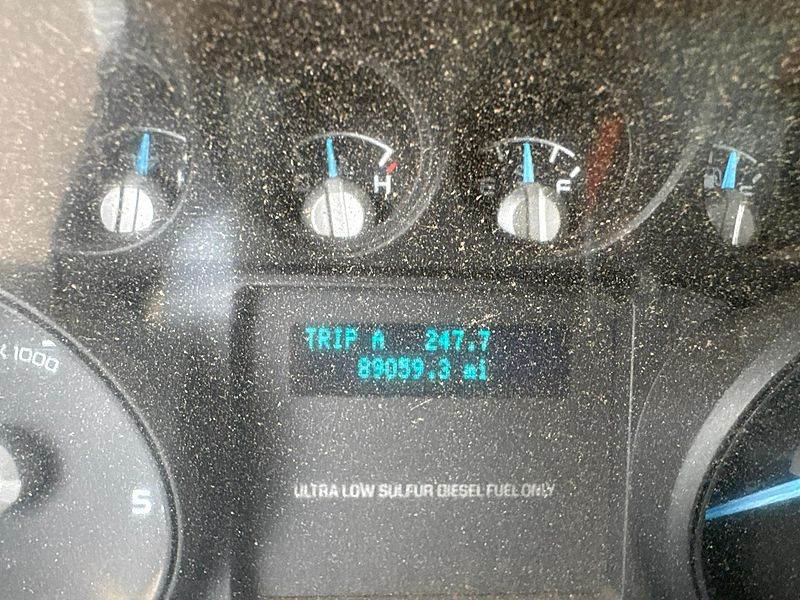 H
F
x 1000
TRIP A 247.7
89059.3 mi
ULTRA LOW SULFUR DIESEL FUEL ONLY
5